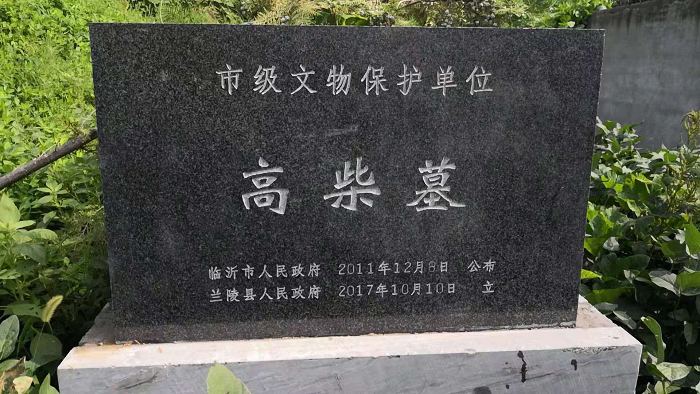 市级文物保护单位
高柴墓
临沂市人民政府 2011年12月8日 公布
兰陵县人民政府 2017年10月10日 立